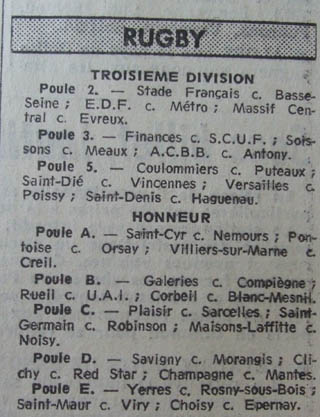 RUGBY
TROISIEME DIVISION
Poule 2. — Stade Français c. Basse-
Seine ; E.D.F. c. Métro ; Massif Cen-
tral c. Evreux.
Poule 3. — Finances c. S.C.U.F. ; Sois-
sons c. Meaux ; A.C.B.B. c. Antony.
Poule 5. — Coulommiers c. Puteaux ;
Saint-Dié c. Vincennes ; Versailles c.
Poissy ; Saint-Denis c. Haguenau.
HONNEUR
Poule A. — Saint-Cyr c. Nemours ; Pon-
toise c. Orsay ; Villiers-sur-Marne c.
Creil.
Poule B. — Galeries c. Compiègne ;
Rueil c. U.A.I. ; Corbeil c. Blanc-Mesnil.
Poule C. — Plaisir c. Sarcelles ; Saint-
Germain c. Robinson ; Maisons-Laffitte c.
Noisy.
Poule D. — Savigny c. Morangis ; Cli-
chy c. Red Star ; Champagne c. Mantes.
Poule E. — Yerres c. Rosny-sous-Bois ;
Saint-Maur c. Viry ; Choisy c. Epernay.